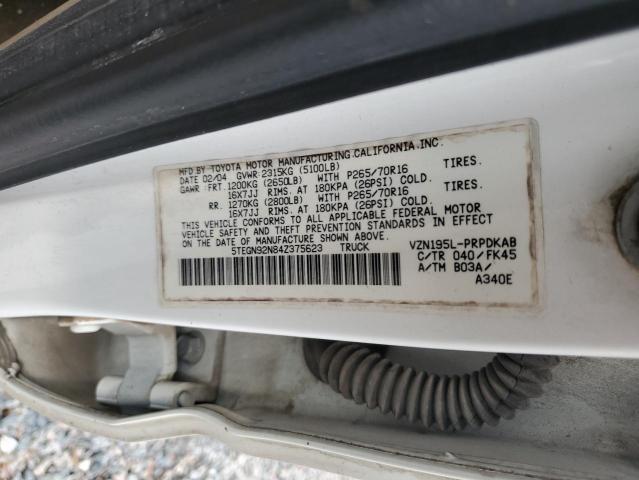 MFD BY TOYOTA MOTOR MANUFACTURING.CALIFORNIA.INC.
DATE 02/04 GVWR:2315KG (5100LB)
GAWR: FRT.1200KG (2650LB) WITH P265/70R16 TIRES.
16X7JJ RIMS. AT 180KPA (26PSI) COLD.
RR. 1270KG (2800LB) WITH P265/70R16 TIRES.
16X7JJ RIMS. AT 180KPA (26PSI) COLD.
THIS VEHICLE CONFORMS TO ALL APPLICABLE FEDERAL MOTOR
VEHICLE SAFETY AND THEFT PREVENTION STANDARDS IN EFFECT
ON THE DATE OF MANUFACTURE SHOWN ABOVE.
5TEGN92N84Z375623 TRUCK VZN195L-PRPDKAB
C/TR 040/FK45
A/TM B03A/
A340E